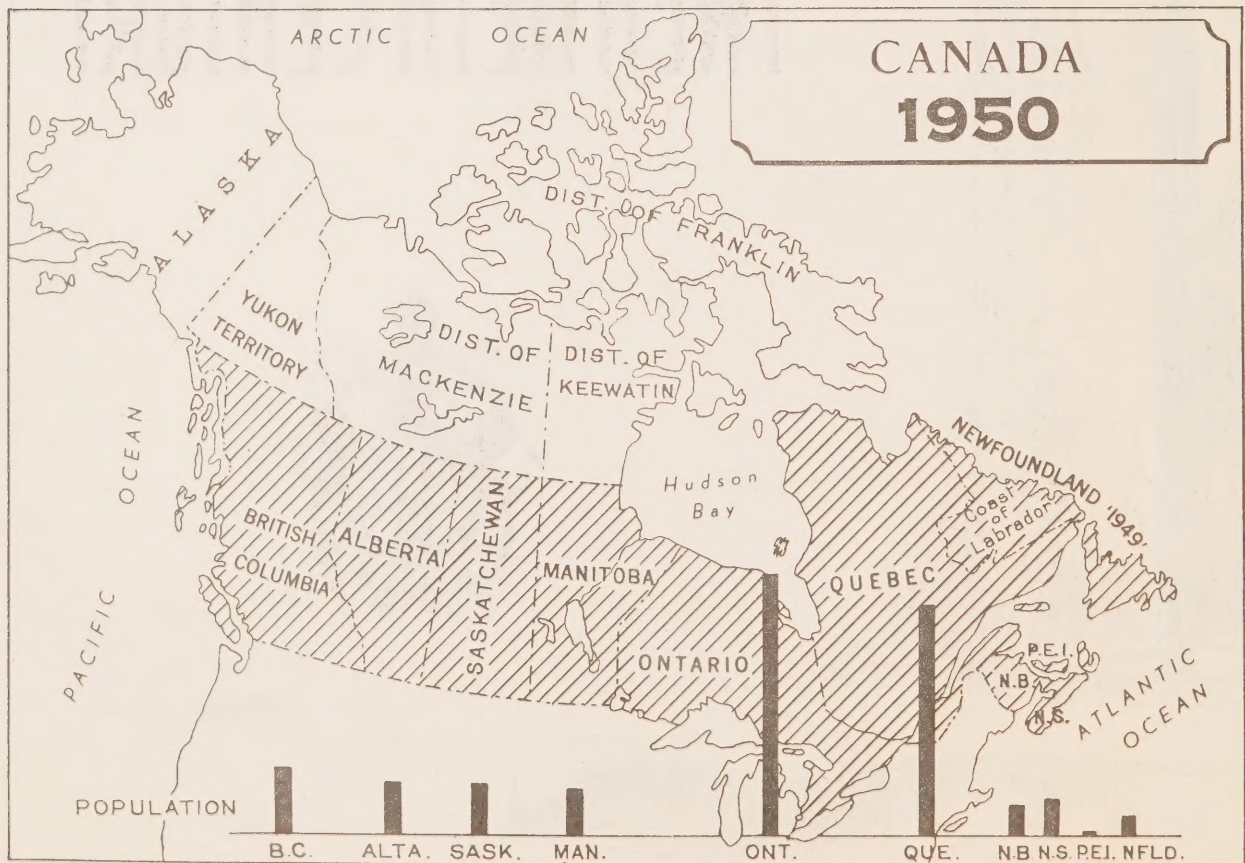 ARCTIC OCEAN
CANADA
1950
ALASKA
DIST. OF FRANKLIN
YUKON
TERRITORY
DIST. OF
MACKENZIE
DIST. OF
KEEWATIN
PACIFIC OCEAN
Hudson
Bay
NEWFOUNDLAND '1949'
Coast
of
Labrador
BRITISH
COLUMBIA
ALBERTA
SASKATCHEWAN
MANITOBA
ONTARIO
QUEBEC
P.E.I.
N.B.
N.S.
ATLANTIC
OCEAN
POPULATION
B.C. ALTA. SASK. MAN. ONT. QUE. N.B N.S. P.E.I. NFLD.